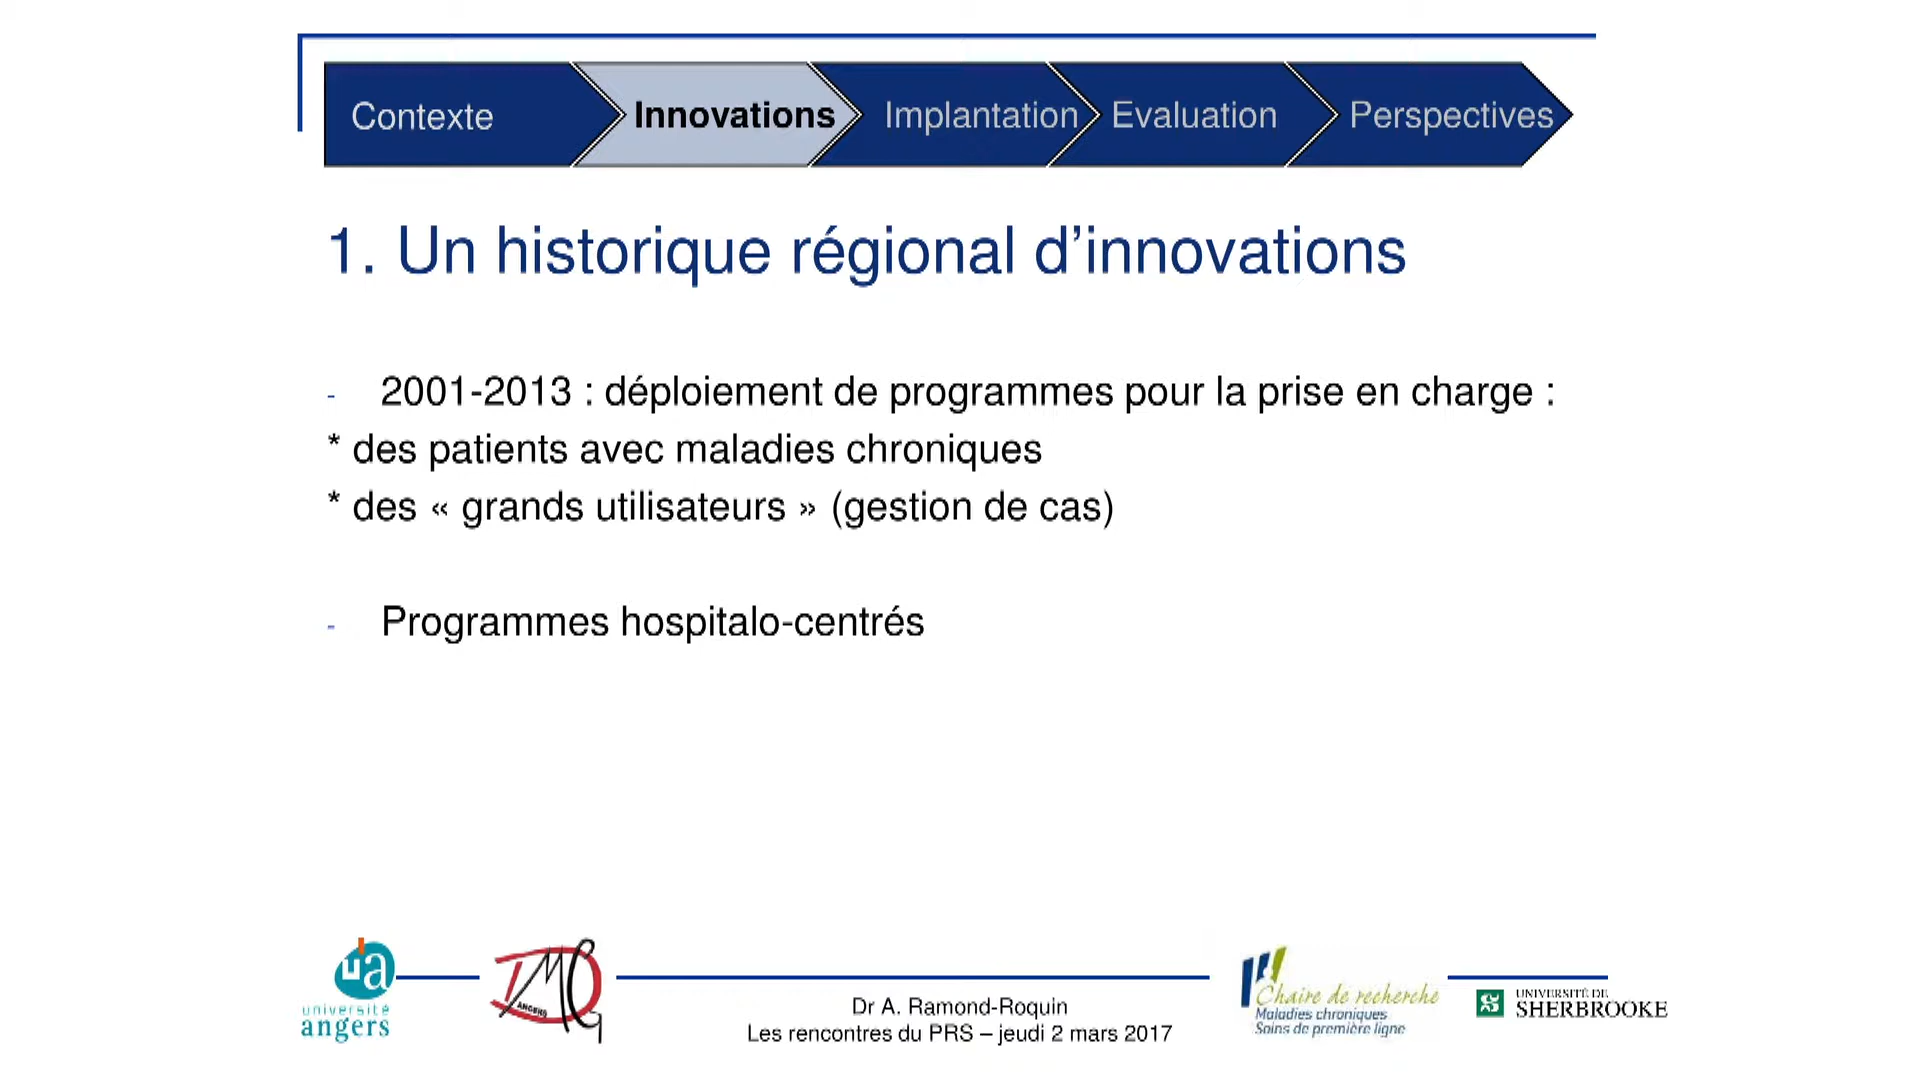 Contexte
Innovations
Implantation
Evaluation
Perspectives
1. Un historique régional d’innovations
- 2001-2013 : déploiement de programmes pour la prise en charge :
* des patients avec maladies chroniques
* des « grands utilisateurs » (gestion de cas)
- Programmes hospitalo-centrés
ua
université
angers
DMG
ANGERS
Dr A. Ramond-Roquin
Les rencontres du PRS – jeudi 2 mars 2017
Chaire de recherche
Maladies chroniques
Soins de première ligne
UNIVERSITÉ DE
SHERBROOKE